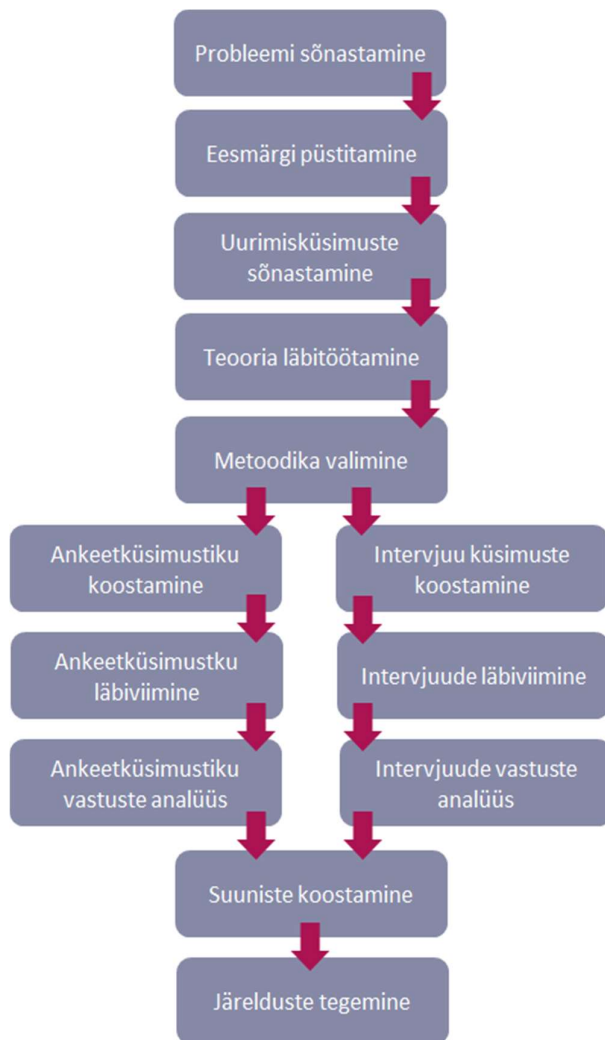 Probleemi sõnastamine
Eesmärgi püstitamine
Uurimisküsimuste
sõnastamine
Teooria läbitöötamine
Metoodika valimine
Ankeetküsimustiku
koostamine
Intervjuu küsimuste
koostamine
Ankeetküsimustku
läbiviimine
Intervjuude läbiviimine
Ankeetküsimustiku
vastuste analüüs
Intervjuude vastuste
analüüs
Suuniste koostamine
Järelduste tegemine